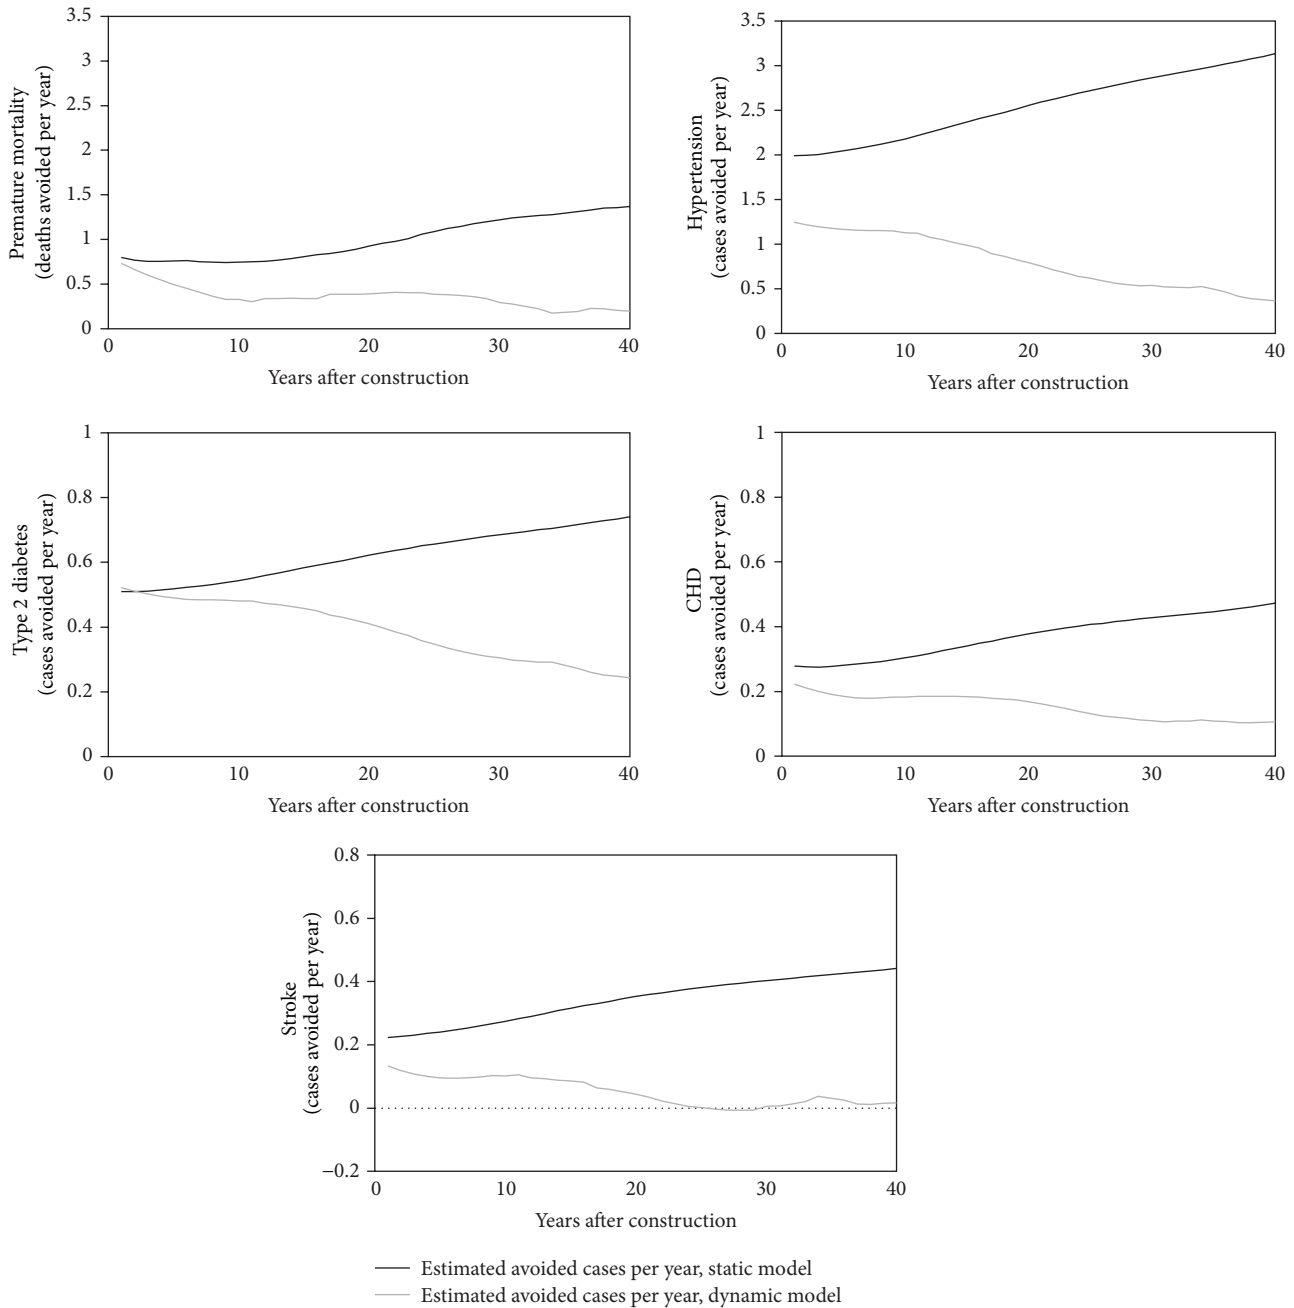 3.5
3
2.5
2
1.5
1
0.5
0
Premature mortality
(deaths avoided per year)
0 10 20 30 40
Years after construction
3.5
3
2.5
2
1.5
1
0.5
0
Hypertension
(cases avoided per year)
0 10 20 30 40
Years after construction
1
0.8
0.6
0.4
0.2
0
Type 2 diabetes
(cases avoided per year)
0 10 20 30 40
Years after construction
1
0.8
0.6
0.4
0.2
0
CHD
(cases avoided per year)
0 10 20 30 40
Years after construction
0.8
0.6
0.4
0.2
0
−0.2
Stroke
(cases avoided per year)
0 10 20 30 40
Years after construction
Estimated avoided cases per year, static model
Estimated avoided cases per year, dynamic model